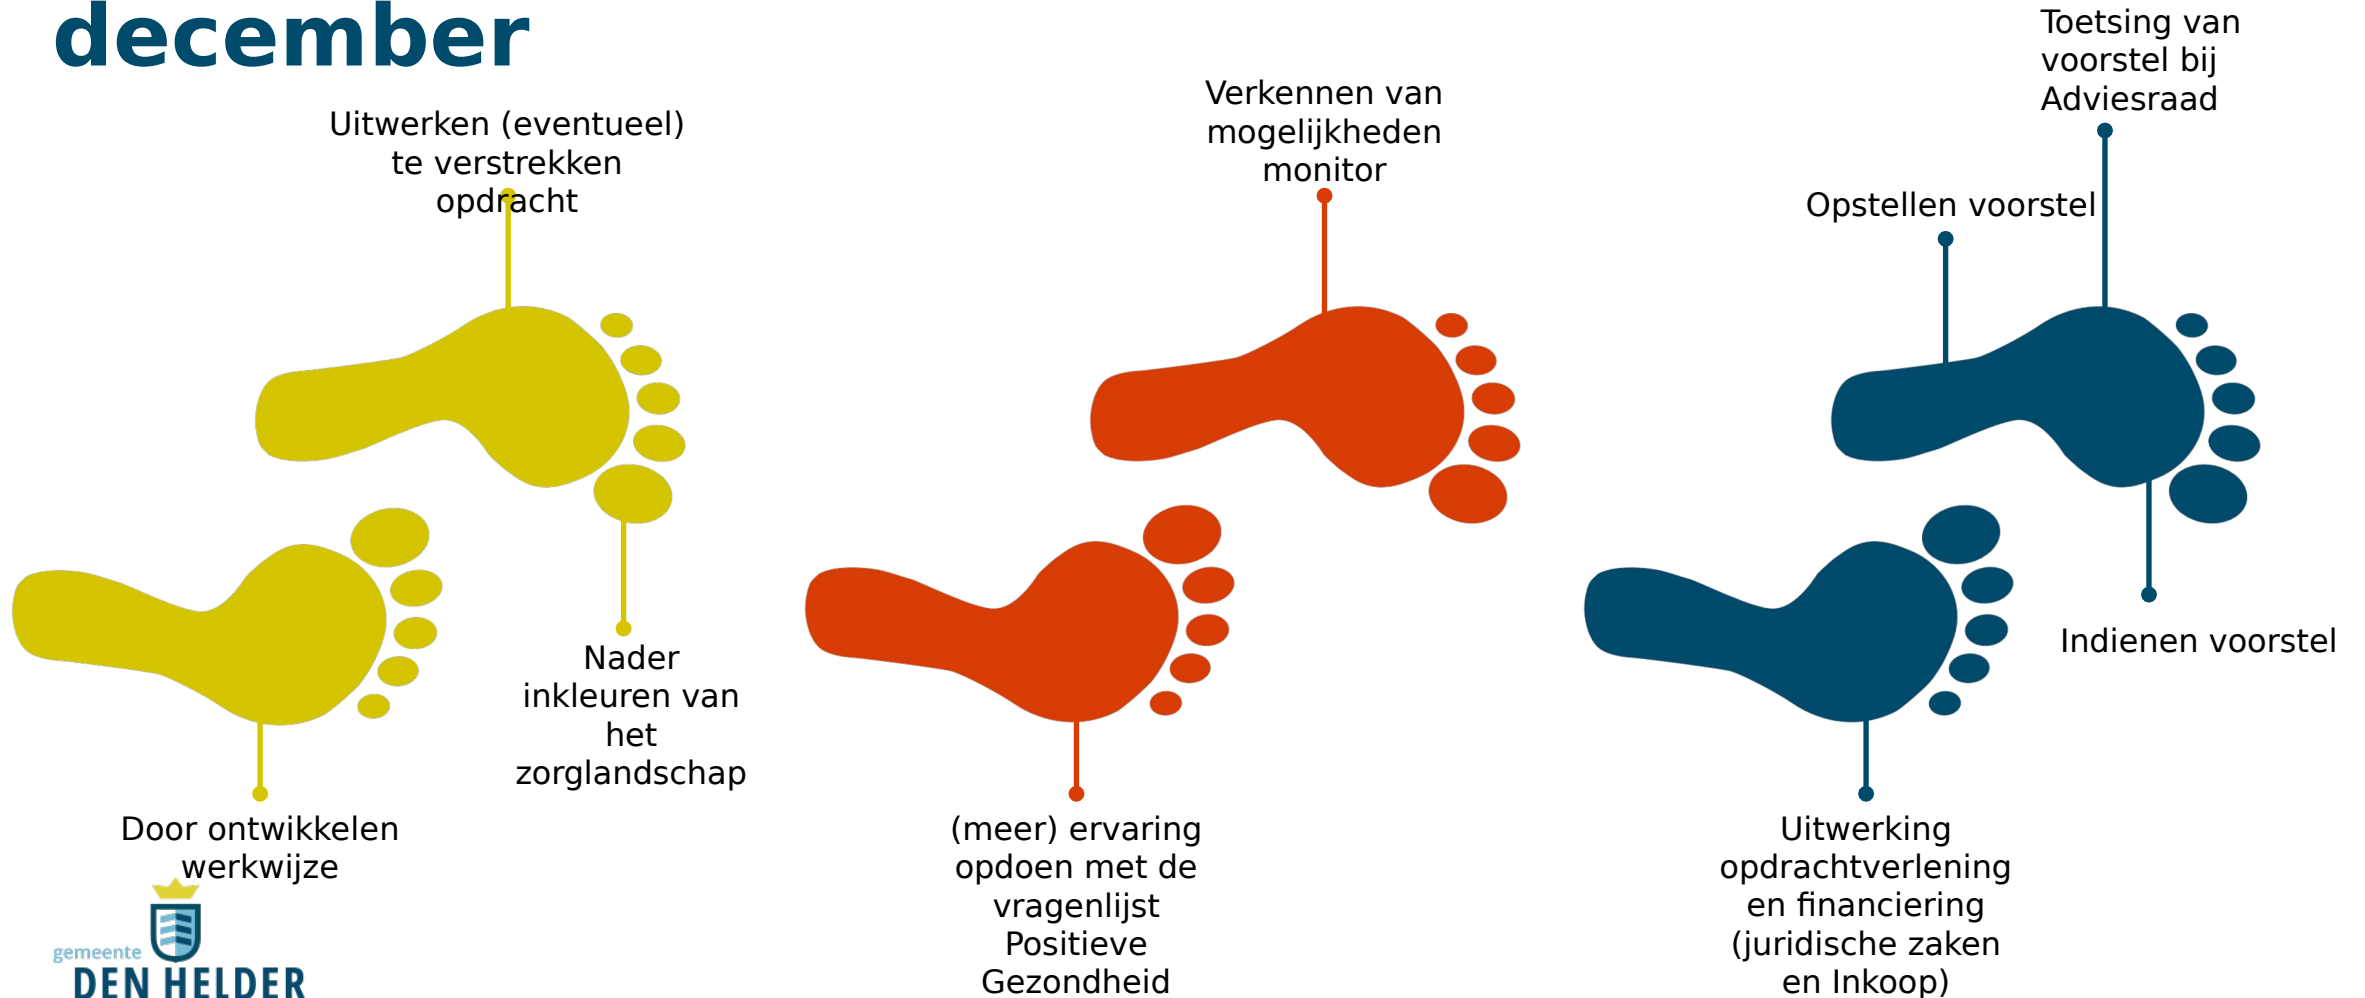 december
Uitwerken (eventueel)
te verstrekken
opdracht
Verkennen van
mogelijkheden
monitor
Toetsing van
voorstel bij
Adviesraad
Opstellen voorstel
Nader
inkleuren van
het
zorglandschap
Indienen voorstel
Door ontwikkelen
werkwijze
(meer) ervaring
opdoen met de
vragenlijst
Positieve
Gezondheid
Uitwerking
opdrachtverlening
en financiering
(juridische zaken
en Inkoop)
gemeente
DEN HELDER